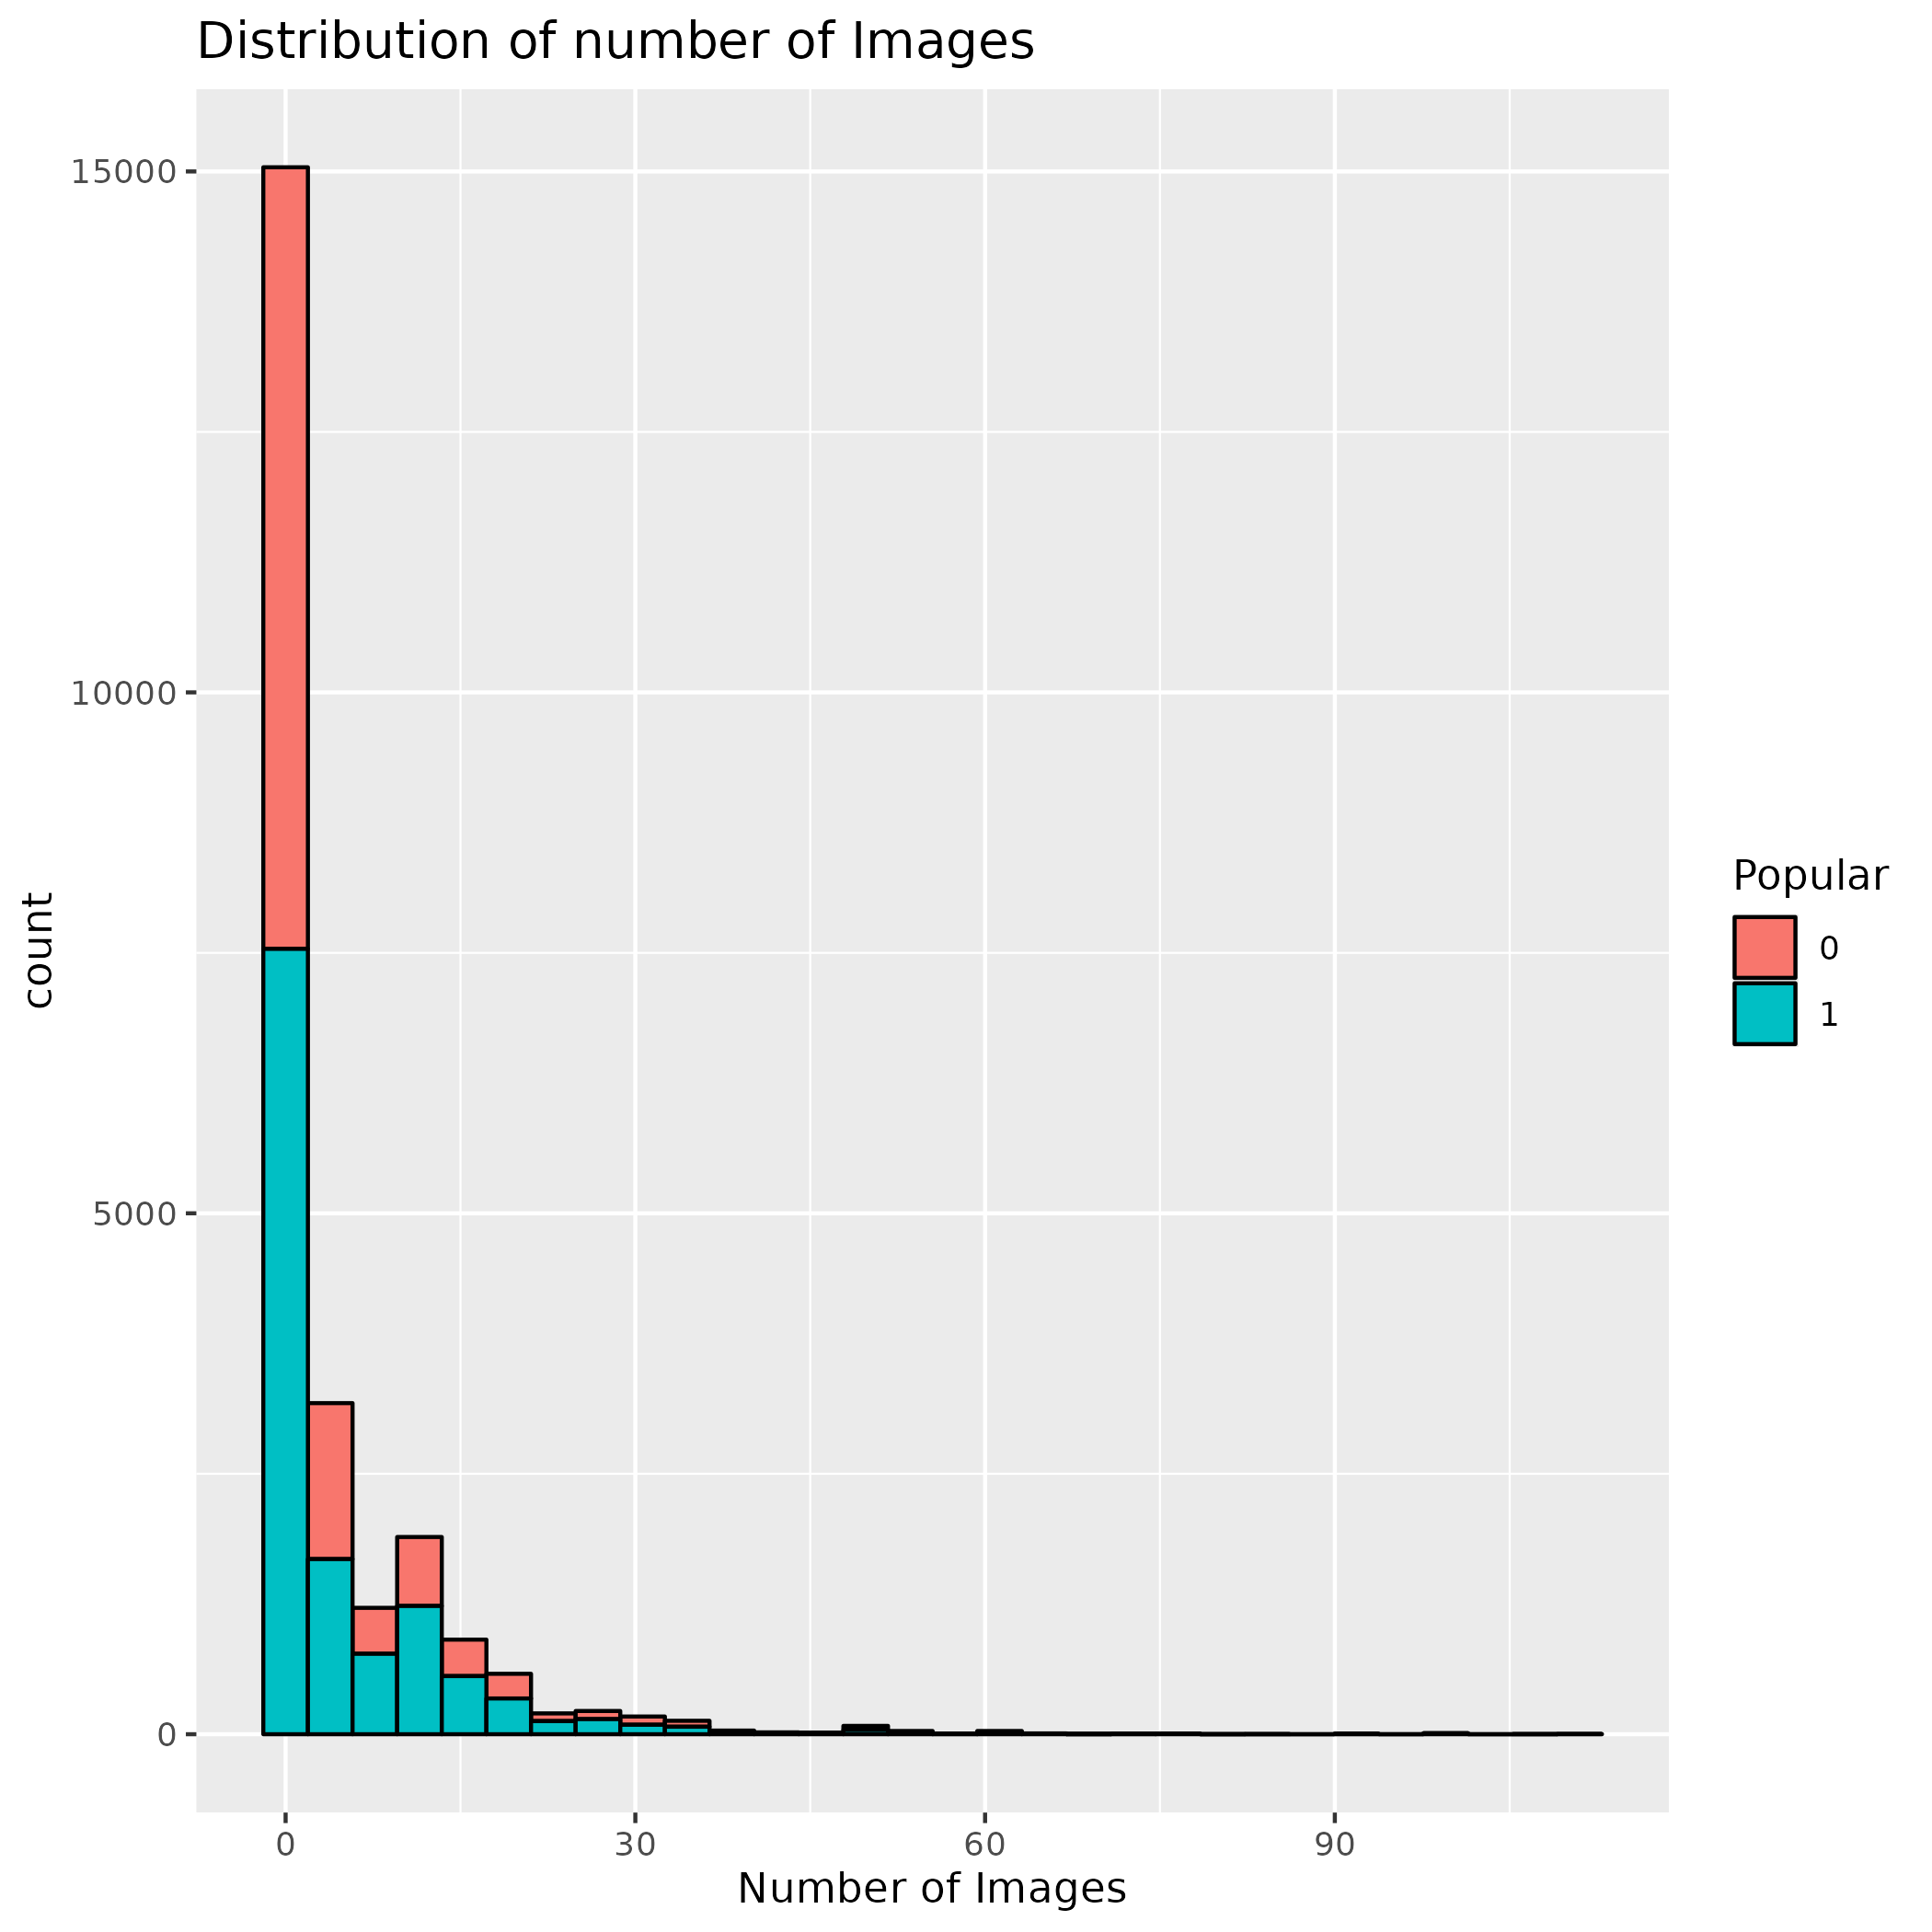 Distribution of number of Images
15000
10000
5000
0
count
0
30
60
90
Number of Images
Popular
0
1